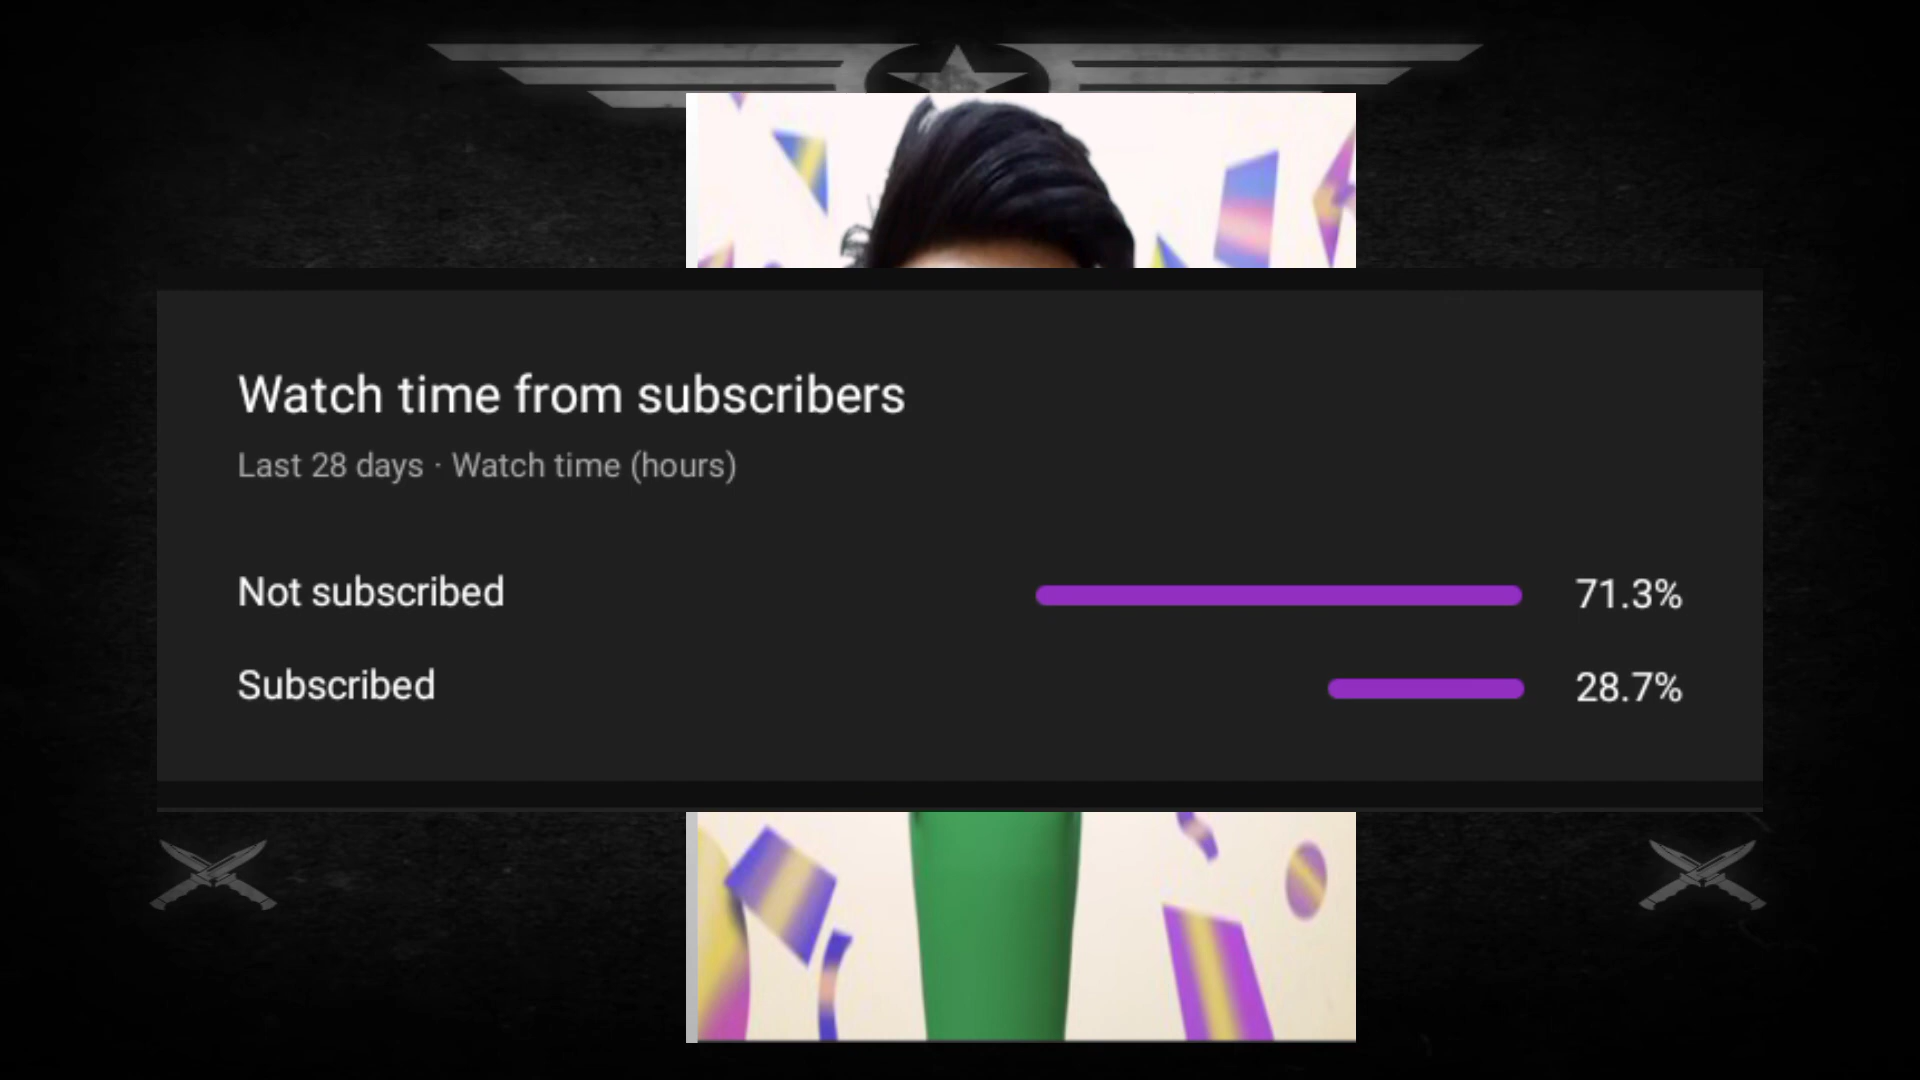 Watch time from subscribers
Last 28 days · Watch time (hours)
Not subscribed 71.3%
Subscribed 28.7%